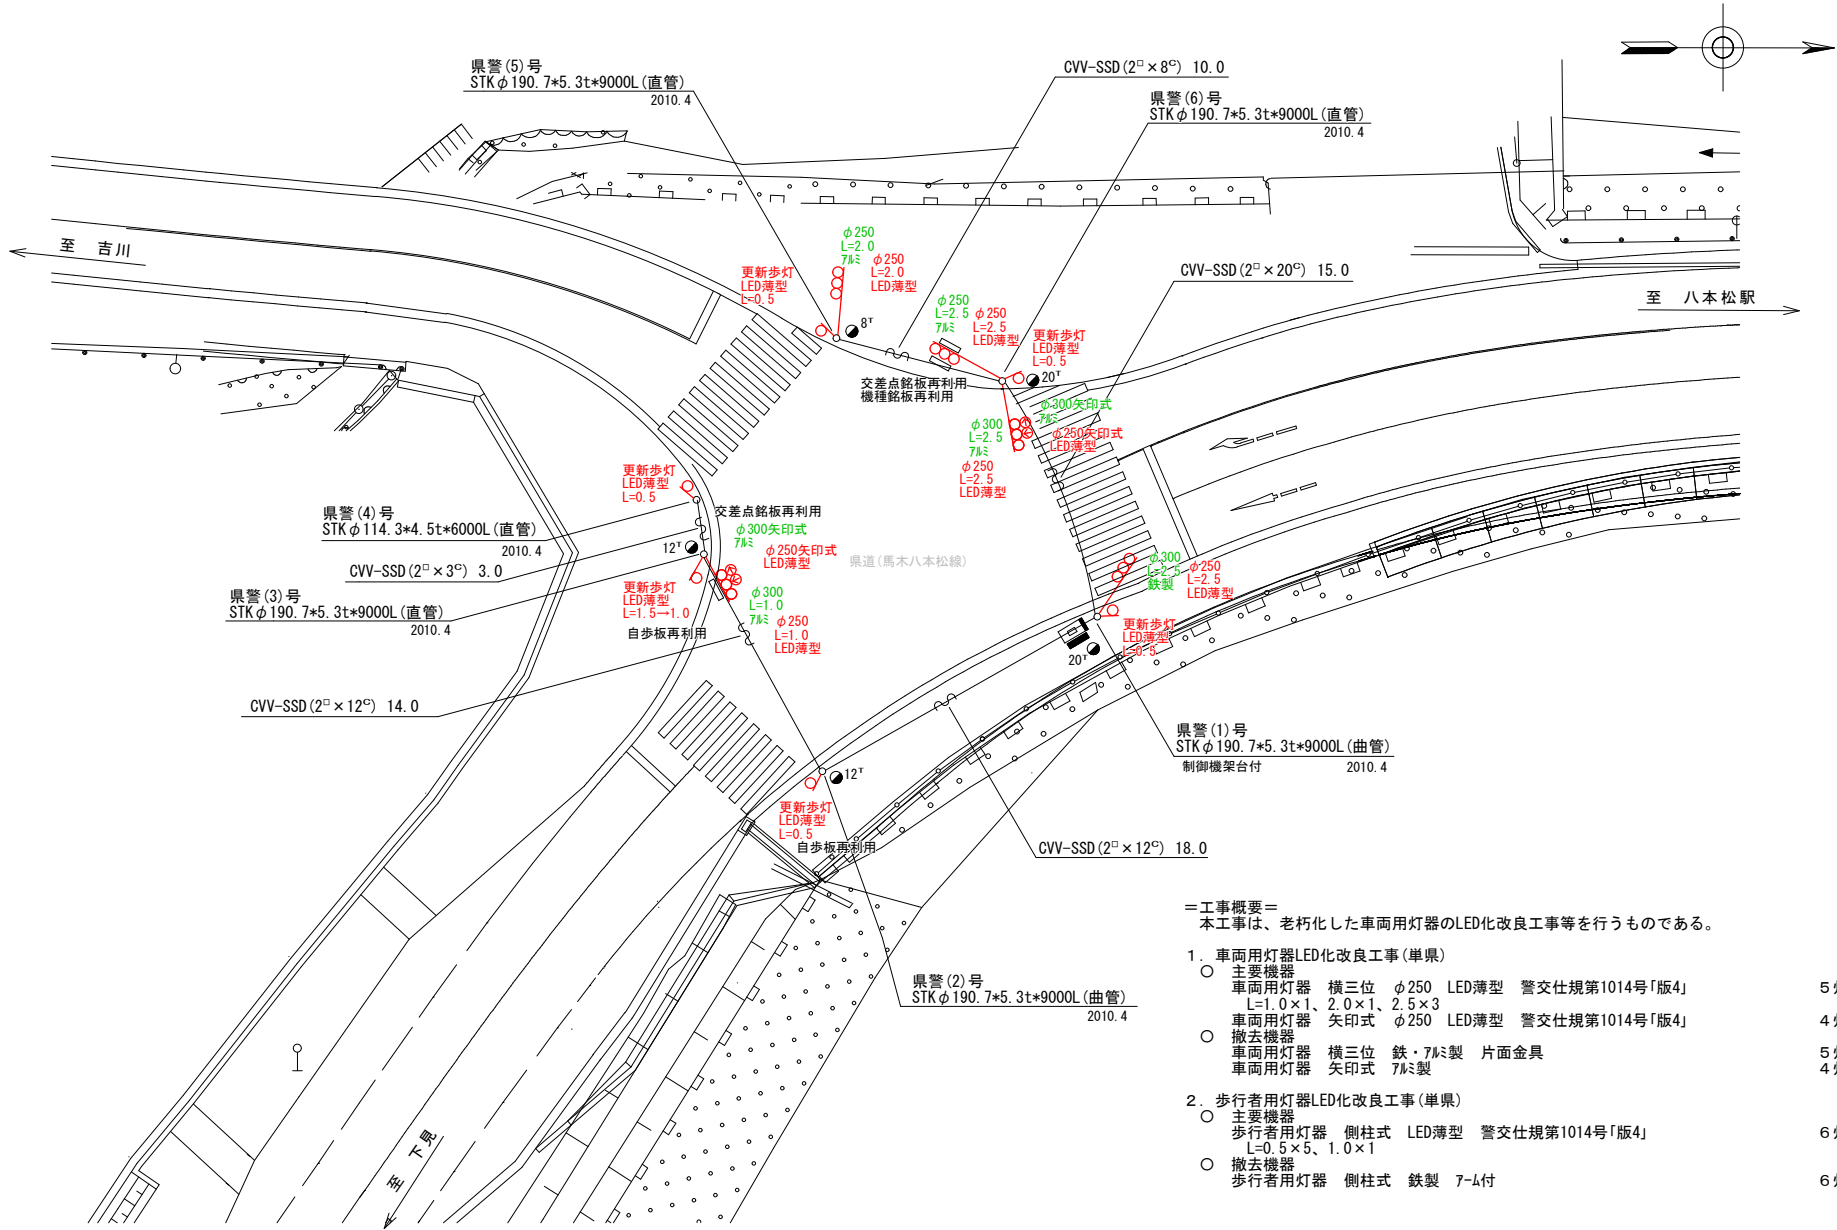 県警(5)号
STKφ190.7*5.3t*9000L(直管)
2010.4
CVV-SSD(2□×8C) 10.0
県警(6)号
STKφ190.7*5.3t*9000L(直管)
2010.4
至 吉川
φ250
L=2.0
アルミ
φ250
L=2.0
LED薄型
更新歩灯
LED薄型
L=0.5
8T
CVV-SSD(2□×20C) 15.0
至 八本松駅
φ250
L=2.5
アルミ
φ250
L=2.5
LED薄型
更新歩灯
LED薄型
L=0.5
20T
交差点銘板再利用
機種銘板再利用
φ300矢印式
アルミ
φ250矢印式
LED薄型
φ300
L=2.5
アルミ
φ250
L=2.5
LED薄型
更新歩灯
LED薄型
L=0.5
県警(4)号
STKφ114.3*4.5t*6000L(直管)
2010.4
交差点銘板再利用
φ300矢印式
アルミ
φ250矢印式
LED薄型
12T
県道(馬木八本松線)
CVV-SSD(2□×3C) 3.0
県警(3)号
STKφ190.7*5.3t*9000L(直管)
2010.4
更新歩灯
LED薄型
L=1.5→1.0
自歩板再利用
φ300
L=1.0
アルミ
φ250
L=1.0
LED薄型
φ300
L=2.5
鉄製
φ250
L=2.5
LED薄型
更新歩灯
LED薄型
L=0.5
20T
CVV-SSD(2□×12C) 14.0
県警(1)号
STKφ190.7*5.3t*9000L(曲管)
制御機架台付 2010.4
12T
更新歩灯
LED薄型
L=0.5
自歩板再利用
CVV-SSD(2□×12C) 18.0
県警(2)号
STKφ190.7*5.3t*9000L(曲管)
2010.4
至 下見
=工事概要=
本工事は、老朽化した車両用灯器のLED化改良工事等を行うものである。
1. 車両用灯器LED化改良工事(単県)
○ 主要機器
車両用灯器 横三位 φ250 LED薄型 警交仕規第1014号「版4」 5
L=1.0×1、2.0×1、2.5×3
車両用灯器 矢印式 φ250 LED薄型 警交仕規第1014号「版4」 4
○ 撤去機器
車両用灯器 横三位 鉄・アルミ製 片面金具 5
車両用灯器 矢印式 アルミ製 4
2. 歩行者用灯器LED化改良工事(単県)
○ 主要機器
歩行者用灯器 側柱式 LED薄型 警交仕規第1014号「版4」 6
L=0.5×5、1.0×1
○ 撤去機器
歩行者用灯器 側柱式 鉄製 アーム付 6